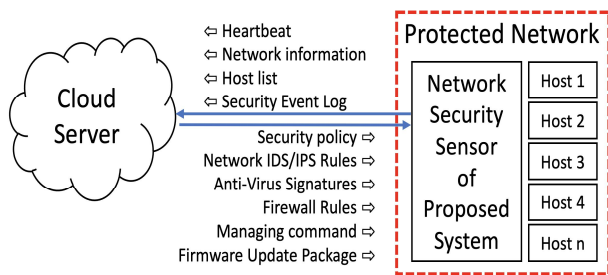 ⇦ Heartbeat
⇦ Network information
⇦ Host list
⇦ Security Event Log
Cloud
Server
Security policy ⇨
Network IDS/IPS Rules ⇨
Anti-Virus Signatures ⇨
Firewall Rules ⇨
Managing command ⇨
Firmware Update Package ⇨
Protected Network
Network
Security
Sensor
of
Proposed
System
Host 1
Host 2
Host 3
Host 4
Host n